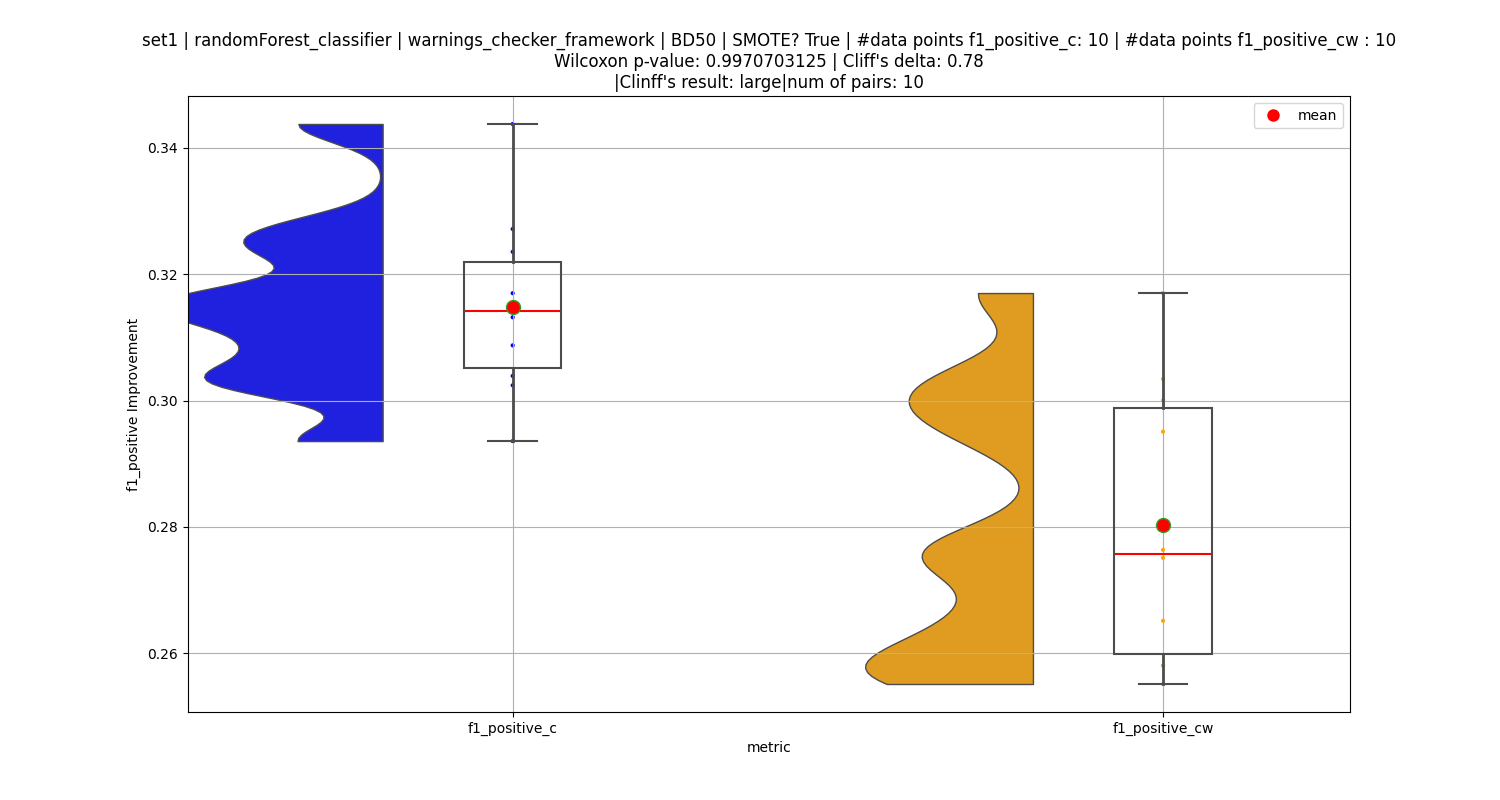 set1 | randomForest_classifier | warnings_checker_framework | BD50 | SMOTE? True | #data points f1_positive_c: 10 | #data points f1_positive_cw : 10
Wilcoxon p-value: 0.9970703125 | Cliff's delta: 0.78
|Clinff's result: large|num of pairs: 10
mean
0.34
0.32
0.30
0.28
0.26
f1_positive Improvement
f1_positive_c
f1_positive_cw
metric